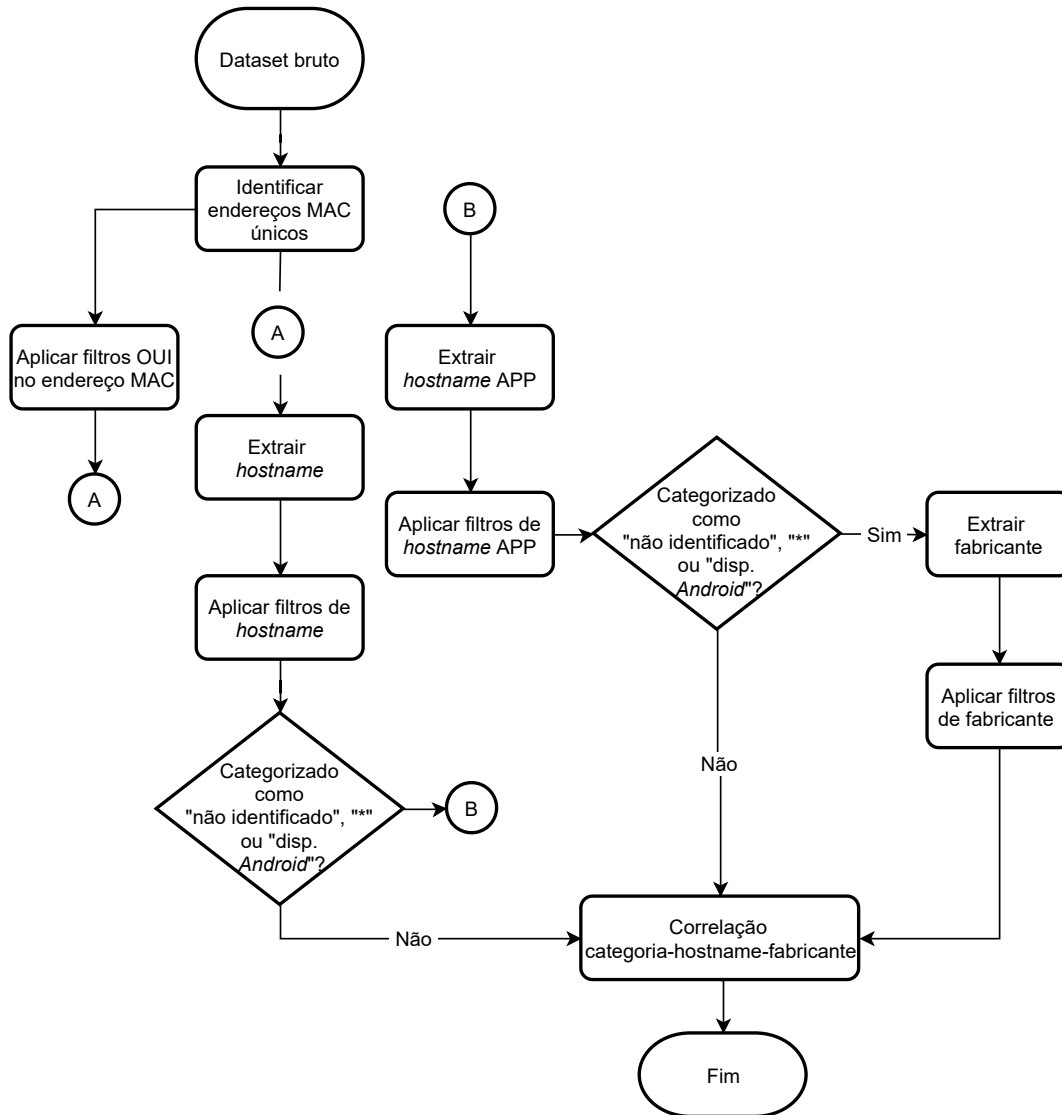 Dataset bruto
Identificar
endereços MAC
únicos
Aplicar filtros OUI
no endereço MAC
A
A
Extrair
hostname
Aplicar filtros de
hostname
Categorizado
como
"não identificado", "*"
ou "disp.
Android"?
B
Não
B
Extrair
hostname APP
Aplicar filtros de
hostname APP
Categorizado
como
"não identificado", "*"
ou "disp.
Android"?
Sim
Extrair
fabricante
Aplicar filtros
de fabricante
Não
Correlação
categoria-hostname-fabricante
Fim